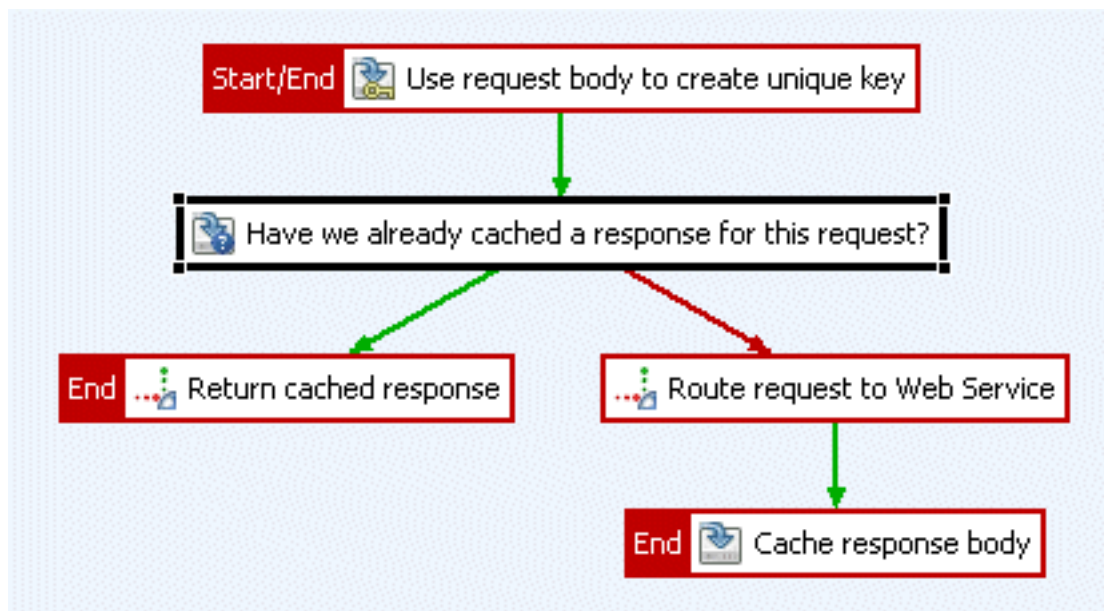 Start/End Use request body to create unique key
Have we already cached a response for this request?
End Return cached response
Route request to Web Service
End Cache response body